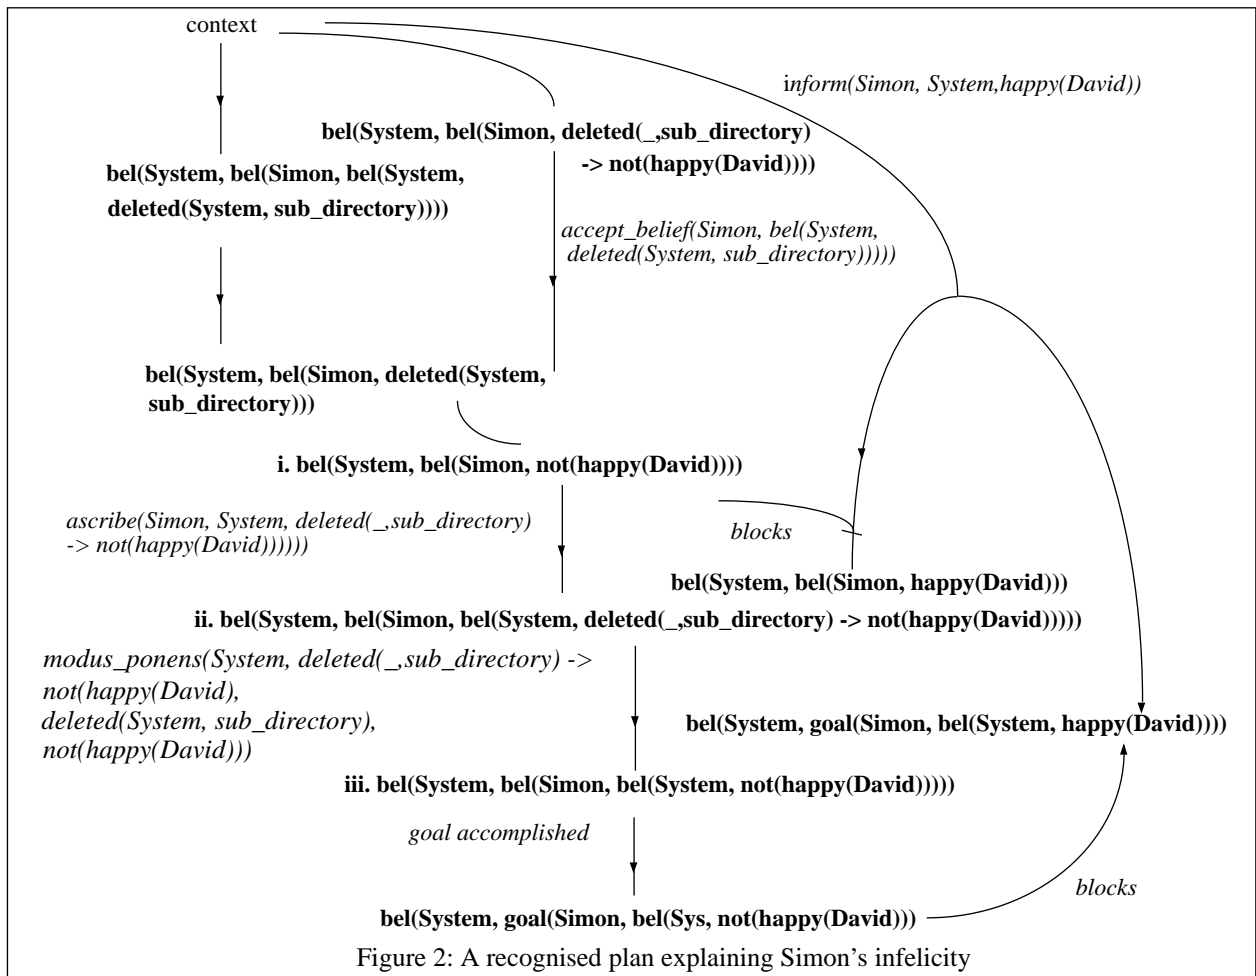 context
inform(Simon, System,happy(David))
bel(System, bel(Simon, deleted(_,sub_directory)
-> not(happy(David))))
bel(System, bel(Simon, bel(System,
deleted(System, sub_directory))))
accept_belief(Simon, bel(System,
deleted(System, sub_directory)))))
bel(System, bel(Simon, deleted(System,
sub_directory)))
i. bel(System, bel(Simon, not(happy(David))))
ascribe(Simon, System, deleted(_,sub_directory)
-> not(happy(David))))))
blocks
bel(System, bel(Simon, happy(David)))
ii. bel(System, bel(Simon, bel(System, deleted(_,sub_directory) -> not(happy(David)))))
modus_ponens(System, deleted(_,sub_directory) ->
not(happy(David),
deleted(System, sub_directory),
not(happy(David)))
bel(System, goal(Simon, bel(System, happy(David))))
iii. bel(System, bel(Simon, bel(System, not(happy(David)))))
goal accomplished
blocks
bel(System, goal(Simon, bel(Sys, not(happy(David)))
Figure 2: A recognised plan explaining Simon's infelicity